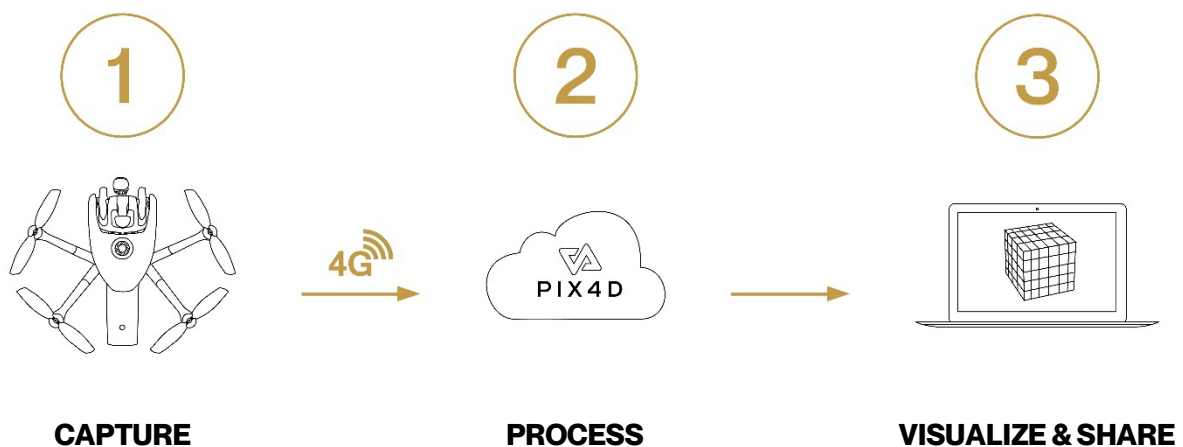 1
2
3
4G
PIX4D
CAPTURE
PROCESS
VISUALIZE & SHARE